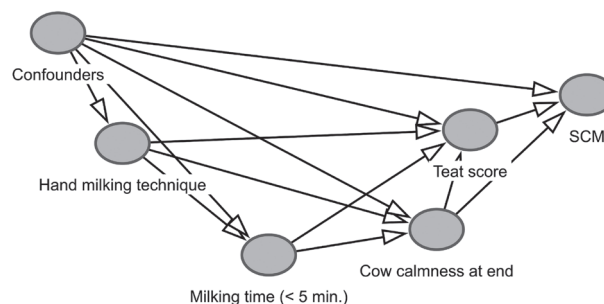 Confounders
SCM
Teat score
Hand milking technique
Cow calmness at end
Milking time (< 5 min.)